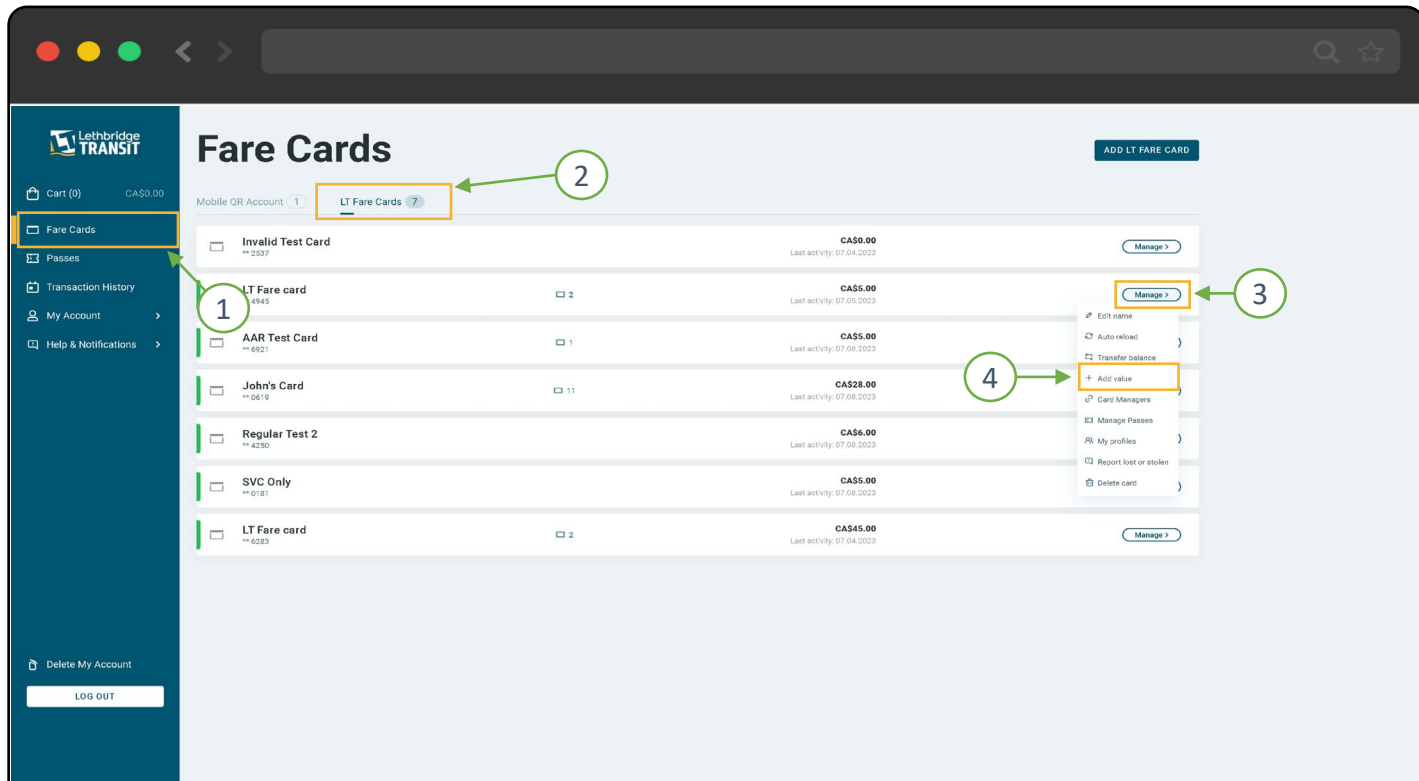 Lethbridge
TRANSIT
Cart (0) CA$0.00
Fare Cards
Passes
Transaction History
My Account
Help & Notifications
Delete My Account
LOG OUT
1
Fare Cards
ADD LT FARE CARD
2
Mobile QR Account 1
LT Fare Cards 7
Invalid Test Card
** 2537
CA$0.00
Last activity: 07.04.2023
Manage >
LT Fare card
4945
2
CA$5.00
Last activity: 07.05.2023
Manage >
3
AAR Test Card
** 6921
1
CA$5.00
Last activity: 07.08.2023
John's Card
** 0619
11
CA$28.00
Last activity: 07.08.2023
Regular Test 2
** 4250
CA$6.00
Last activity: 07.08.2023
SVC Only
** 0181
CA$5.00
Last activity: 07.08.2023
LT Fare card
** 6283
2
CA$45.00
Last activity: 07.04.2023
Manage >
Edit name
Auto reload
Transfer balance
4
+ Add value
Card Managers
Manage Passes
My profiles
Report lost or stolen
Delete card